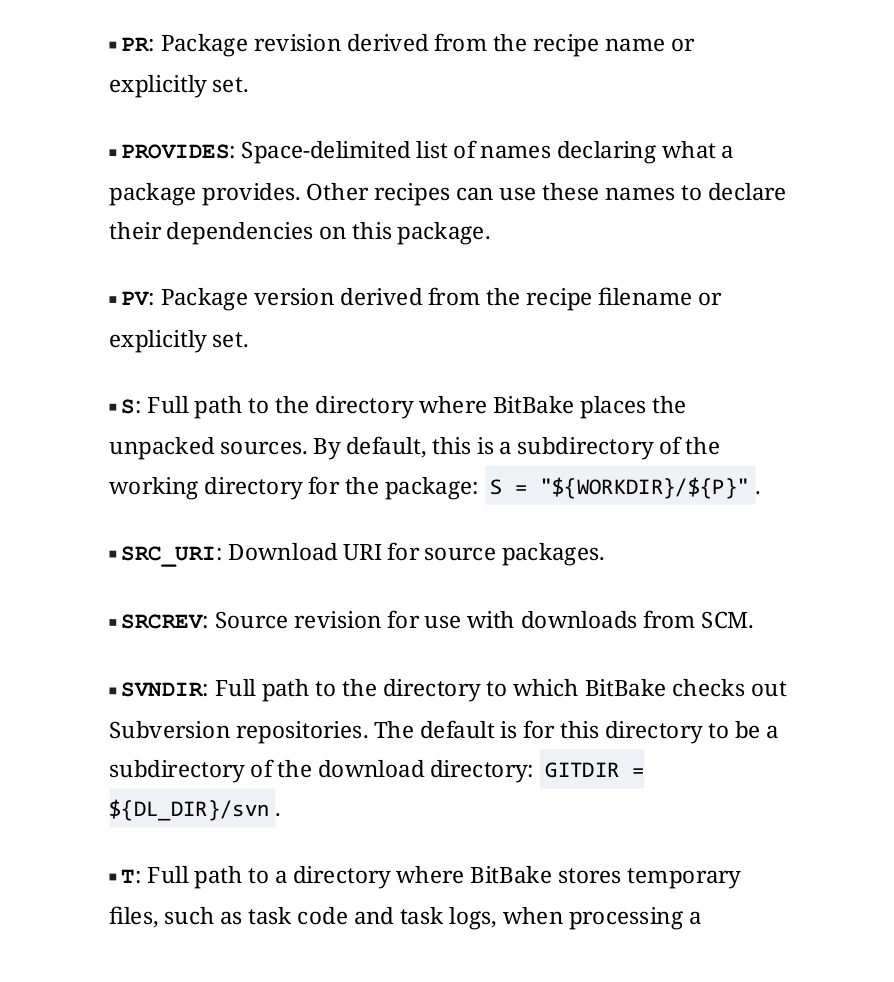 ▪ PR: Package revision derived from the recipe name or
explicitly set.
▪ PROVIDES: Space-delimited list of names declaring what a
package provides. Other recipes can use these names to declare
their dependencies on this package.
▪ PV: Package version derived from the recipe filename or
explicitly set.
▪ S: Full path to the directory where BitBake places the
unpacked sources. By default, this is a subdirectory of the
working directory for the package: S = "${WORKDIR}/${P}".
▪ SRC_URI: Download URI for source packages.
▪ SRCREV: Source revision for use with downloads from SCM.
▪ SVNDIR: Full path to the directory to which BitBake checks out
Subversion repositories. The default is for this directory to be a
subdirectory of the download directory: GITDIR =
${DL_DIR}/svn.
▪ T: Full path to a directory where BitBake stores temporary
files, such as task code and task logs, when processing a